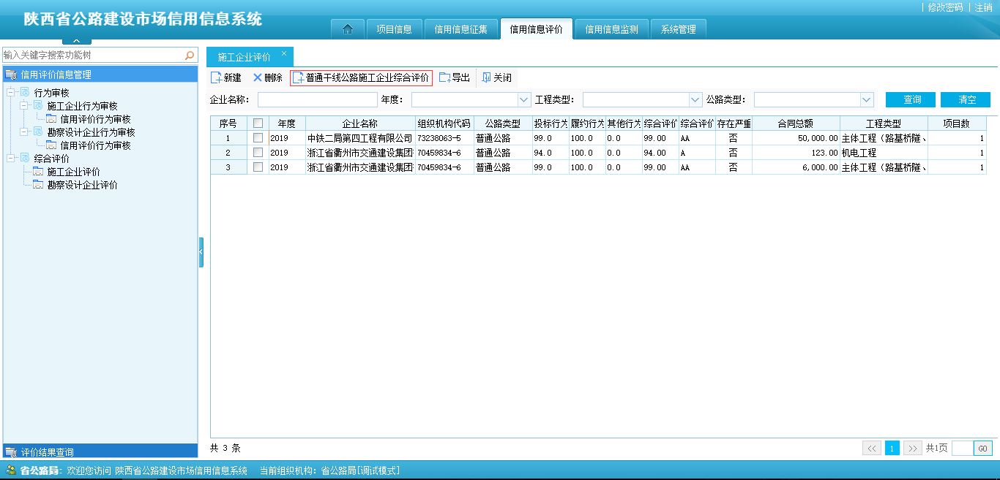 修改密码 | 注销
陕西省公路建设市场信用信息系统
项目信息 信用信息征集 信用信息评价 信用信息监测 系统管理
输入关键字搜索功能树
施工企业评价 ×
信用评价信息管理
新建 删除 普通干线公路施工企业综合评价 导出 关闭
行为审核
施工企业行为审核
信用评价行为审核
勘察设计企业行为审核
信用评价行为审核
综合评价
施工企业评价
勘察设计企业评价
企业名称: 年度: 工程类型: 公路类型: 查询 清空
序号 年度 企业名称 组织机构代码 公路类型 投标行为 履约行为 其他行为 综合评价 综合评价 存在严重 合同总额 工程类型 项目数
1 2019 中铁二局第四工程有限公司 73238063-5 普通公路 99.0 100.0 0.0 99.00 AA 否 50,000.00 主体工程（路基桥隧、 1
2 2019 浙江省衢州市交通建设集团 70459834-6 普通公路 94.0 100.0 0.0 94.00 A 否 123.00 机电工程 1
3 2019 浙江省衢州市交通建设集团 70459834-6 普通公路 99.0 100.0 0.0 99.00 AA 否 6,000.00 主体工程（路基桥隧、 1
共 3 条 << 1 >> 共1页 GO
评价结果查询
省公路局: 欢迎您访问 陕西省公路建设市场信用信息系统 当前组织机构: 省公路局[调试模式]